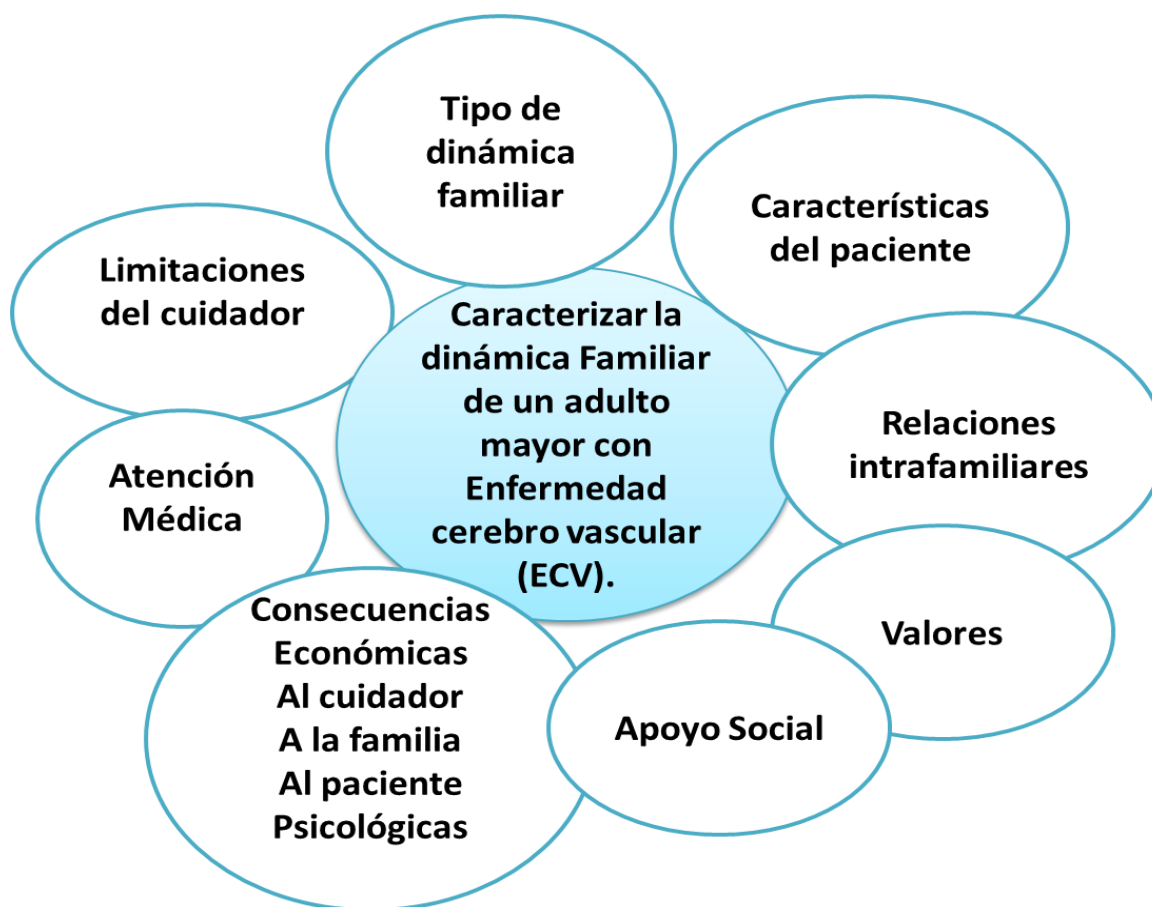 Tipo de
dinámica
familiar
Características
del paciente
Limitaciones
del cuidador
Caracterizar la
dinámica Familiar
de un adulto
mayor con
Enfermedad
cerebro vascular
(ECV).
Relaciones
intrafamiliares
Atención
Médica
Consecuencias
Económicas
Al cuidador
A la familia
Al paciente
Psicológicas
Valores
Apoyo Social